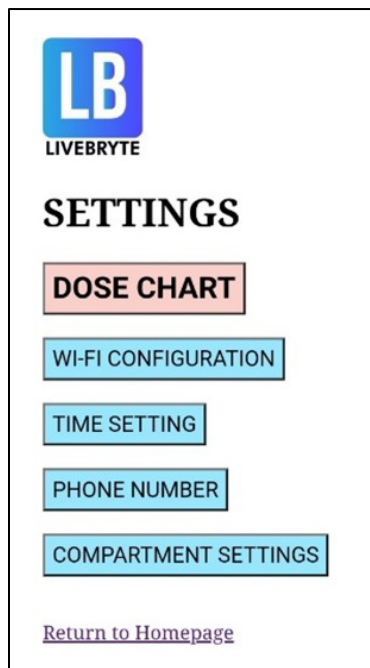 LB
LIVEBRYTE
SETTINGS
DOSE CHART
WI-FI CONFIGURATION
TIME SETTING
PHONE NUMBER
COMPARTMENT SETTINGS
Return to Homepage